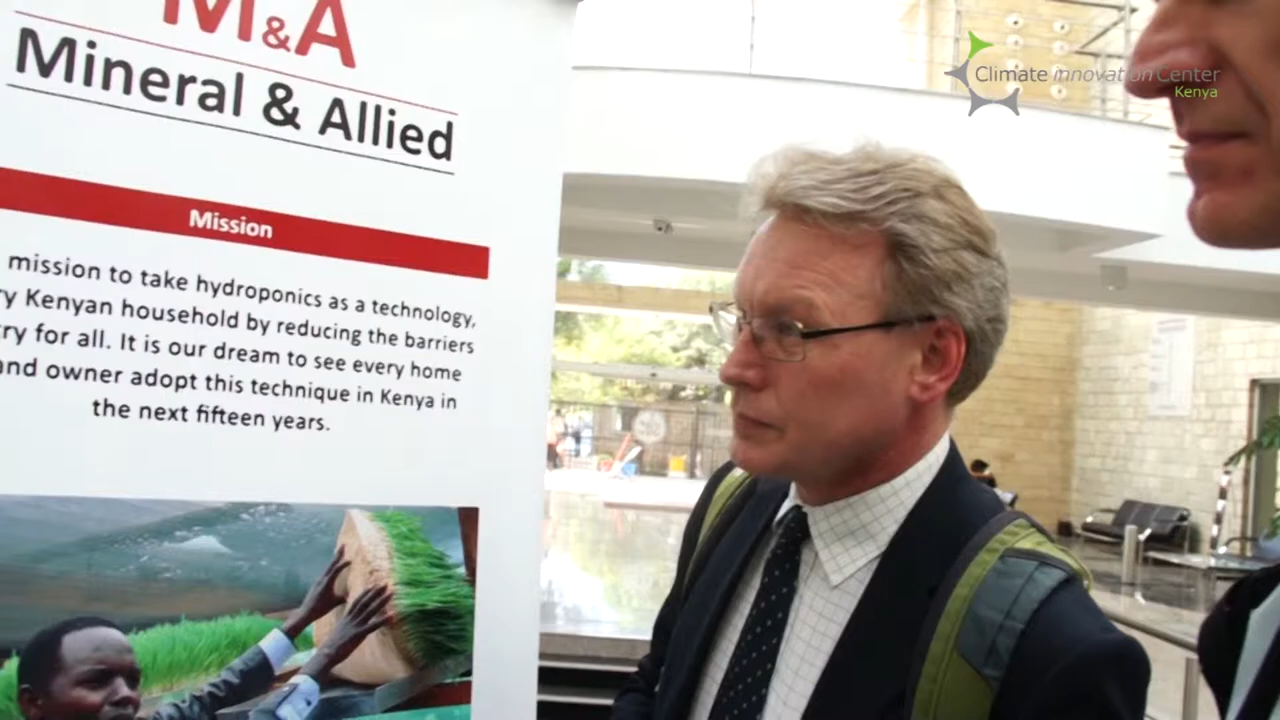 M&A
Mineral & Allied
Mission
mission to take hydroponics as a technology,
Kenyan household by reducing the barriers
for all. It is our dream to see every home
owner adopt this technique in Kenya in
the next fifteen years.
Climate Innovation Center
Kenya